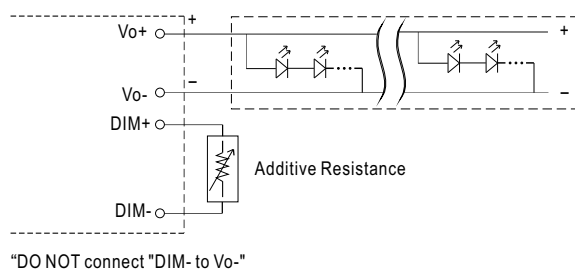 +
Vo+
+
–
–
Vo-
DIM+
Additive Resistance
DIM-
“DO NOT connect "DIM- to Vo-"